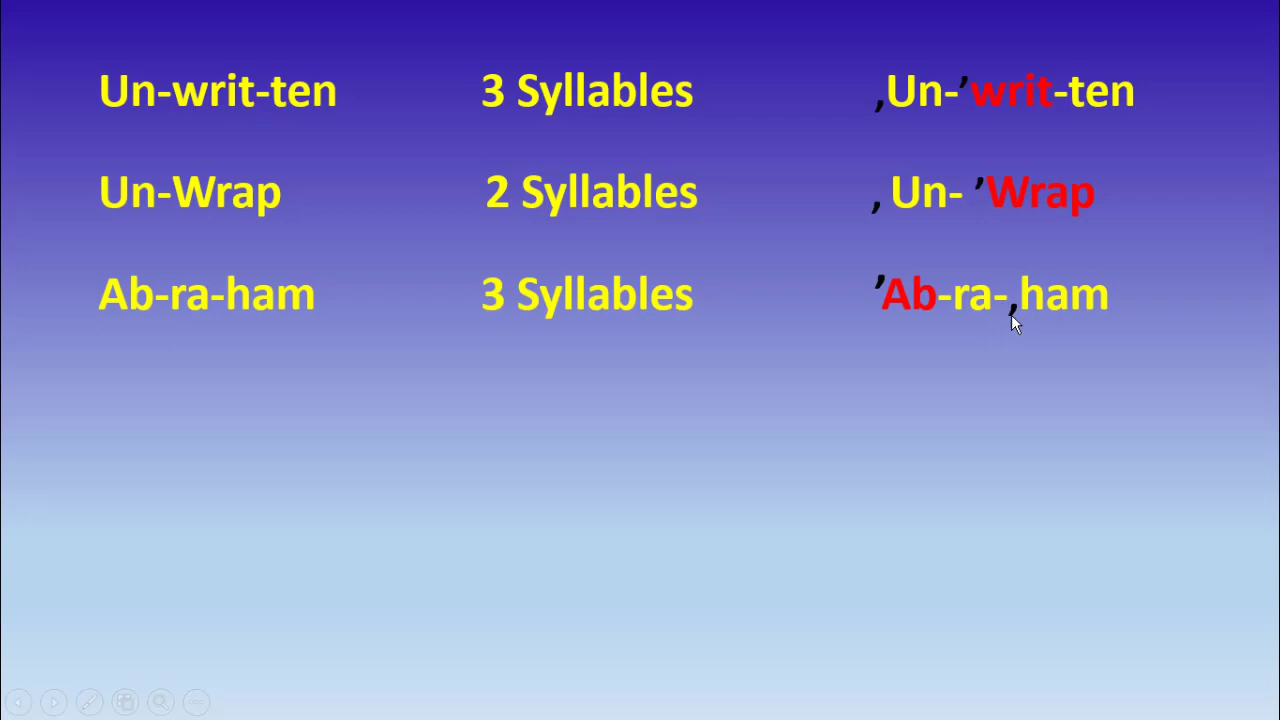 Un-writ-ten 3 Syllables ,Un-’writ-ten
Un-Wrap 2 Syllables , Un- ’Wrap
Ab-ra-ham 3 Syllables ’Ab-ra-,ham